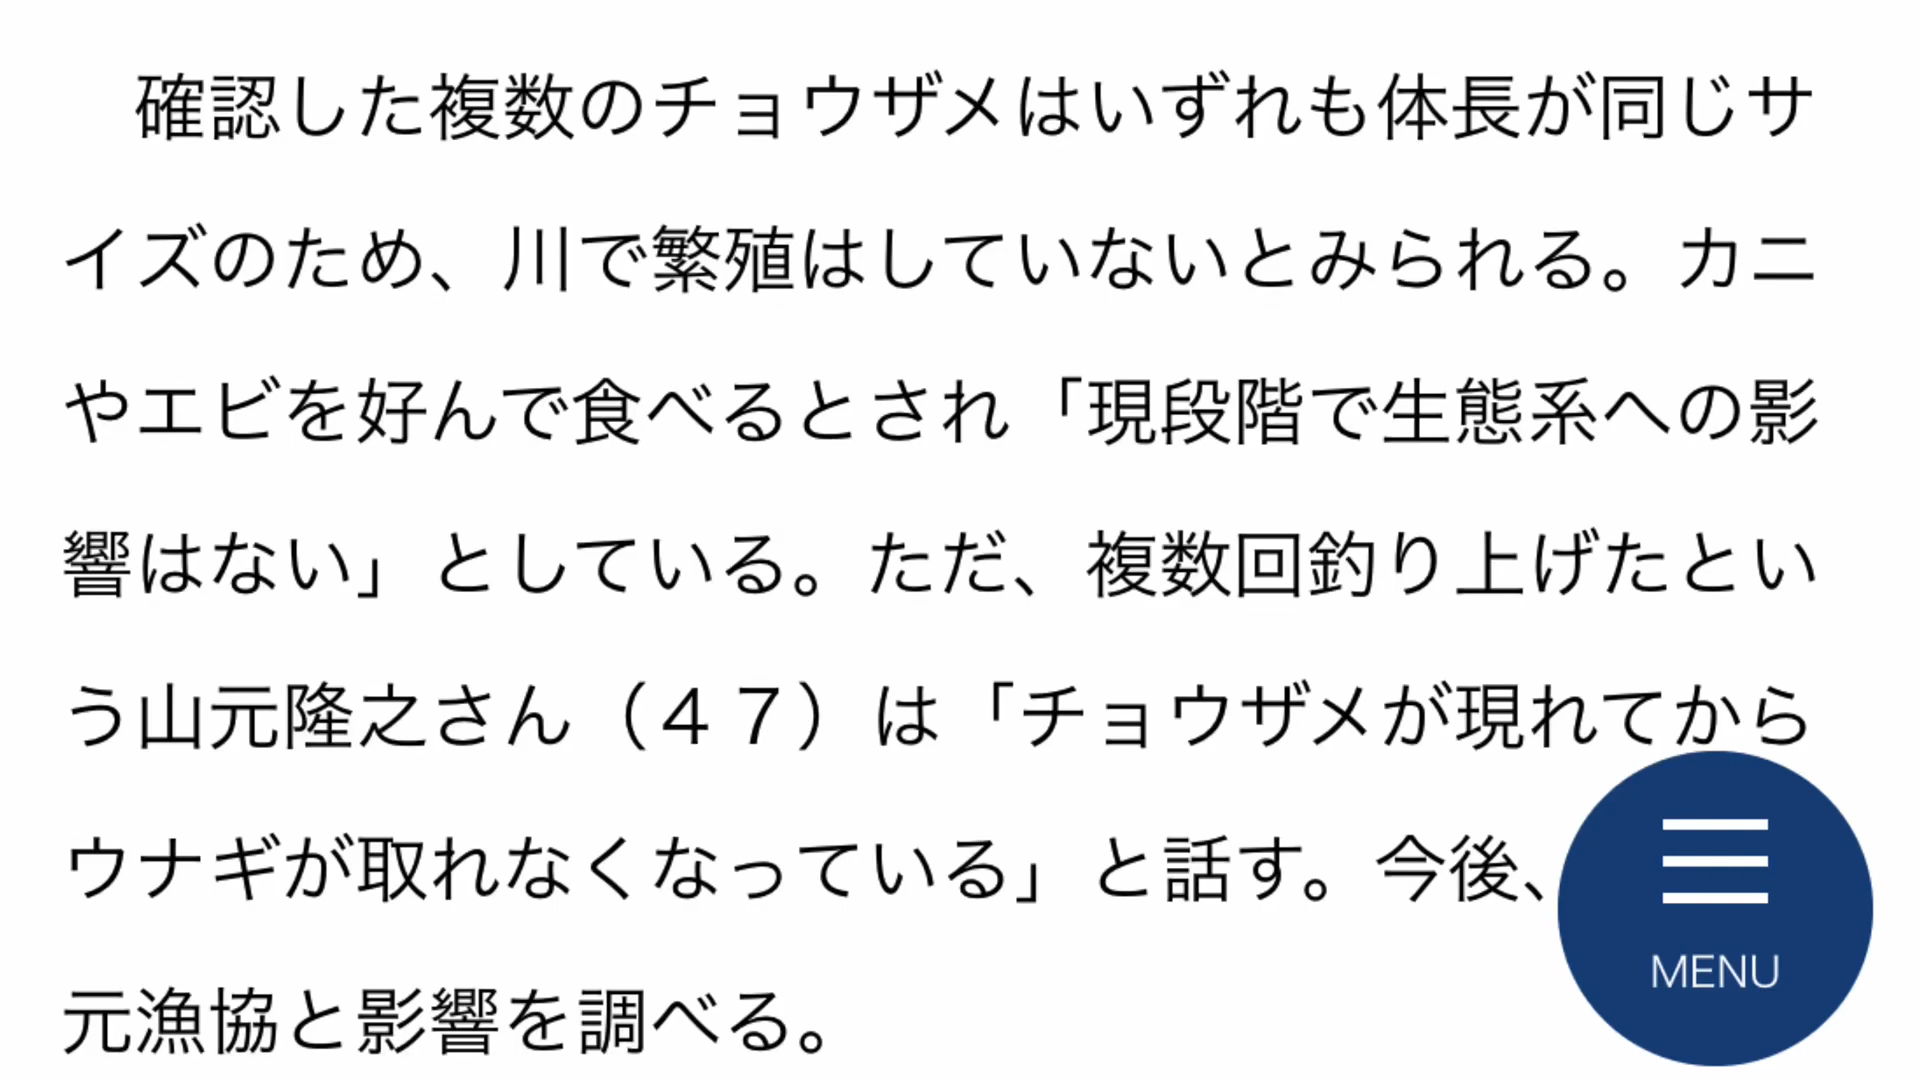 確認した複数のチョウザメはいずれも体長が同じサ
イズのため、川で繁殖はしていないとみられる。カニ
やエビを好んで食べるとされ「現段階で生態系への影
響はない」としている。ただ、複数回釣り上げたとい
う山元隆之さん（４７）は「チョウザメが現れてから
ウナギが取れなくなっている」と話す。今後、
元漁協と影響を調べる。
MENU